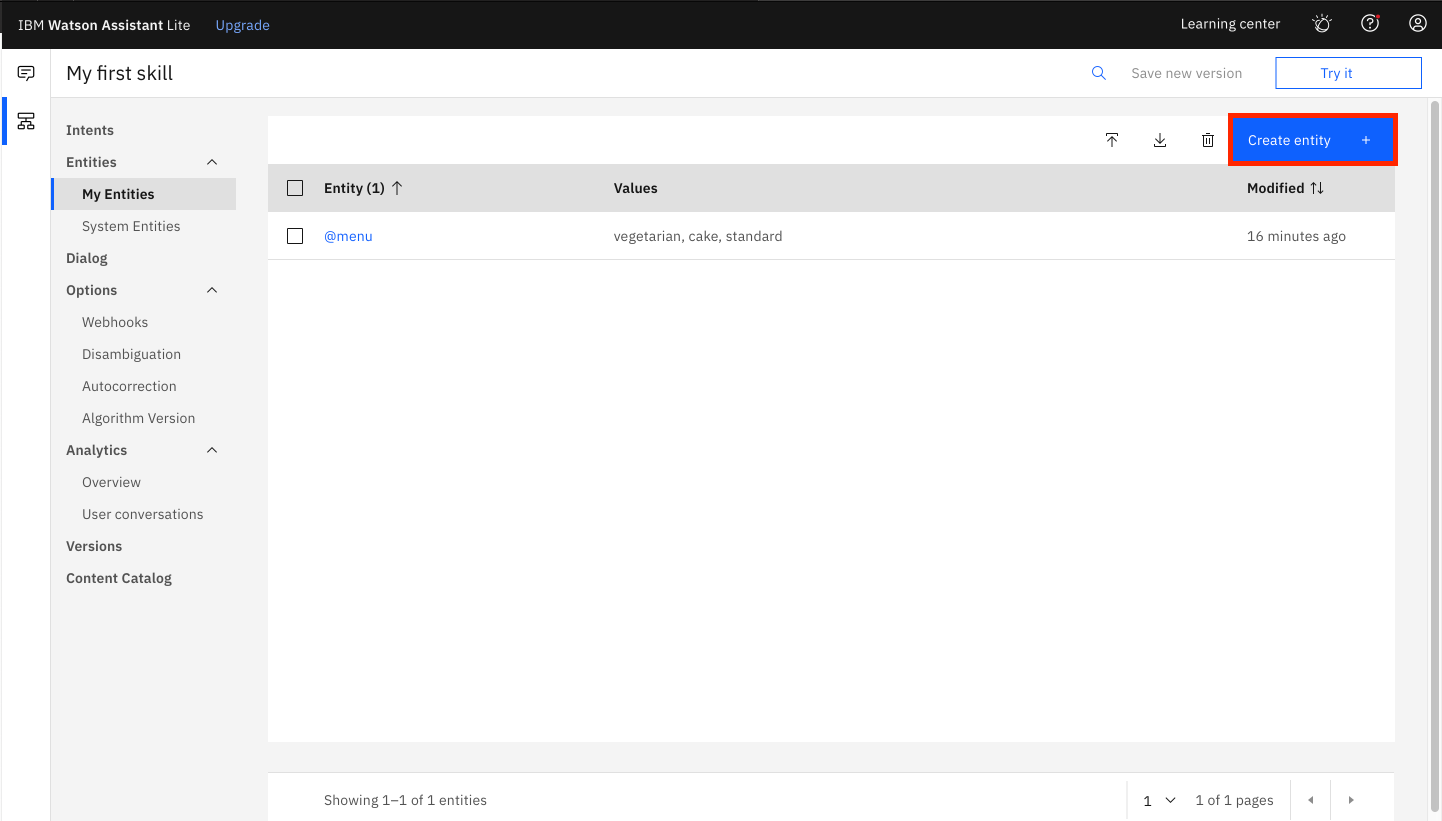 IBM Watson Assistant Lite Upgrade Learning center
My first skill Save new version Try it
Intents
Entities
My Entities
System Entities
Dialog
Options
Webhooks
Disambiguation
Autocorrection
Algorithm Version
Analytics
Overview
User conversations
Versions
Content Catalog
Create entity +
Entity (1) Values Modified
@menu vegetarian, cake, standard 16 minutes ago
Showing 1–1 of 1 entities 1 1 of 1 pages